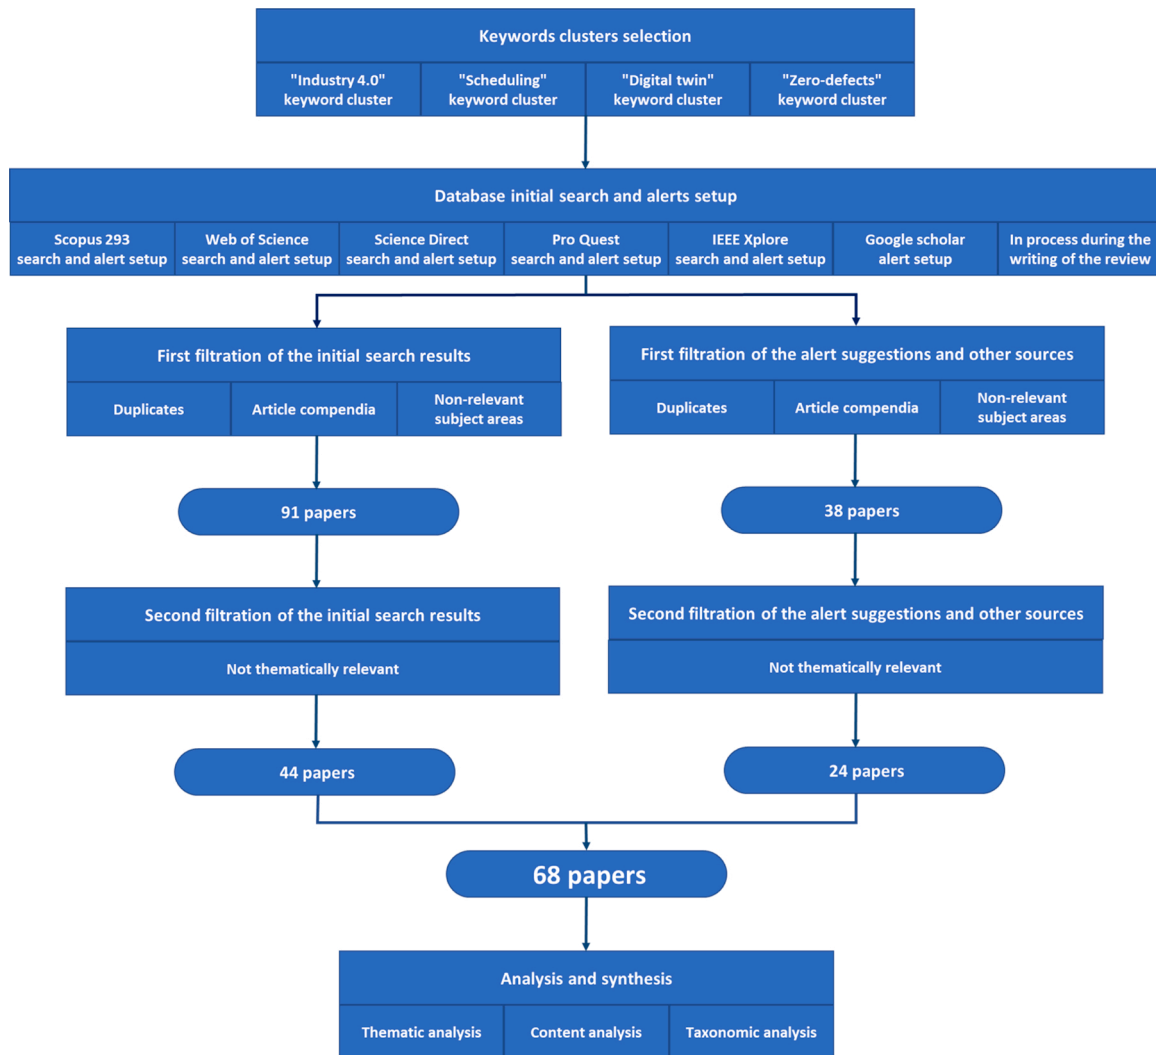 Keywords clusters selection
"Industry 4.0"
keyword cluster
"Scheduling"
keyword cluster
"Digital twin"
keyword cluster
"Zero-defects"
keyword cluster
Database initial search and alerts setup
Scopus 293
search and alert setup
Web of Science
search and alert setup
Science Direct
search and alert setup
Pro Quest
search and alert setup
IEEE Xplore
search and alert setup
Google scholar
alert setup
In process during the
writing of the review
First filtration of the initial search results
Duplicates
Article compendia
Non-relevant
subject areas
First filtration of the alert suggestions and other sources
Duplicates
Article compendia
Non-relevant
subject areas
91 papers
38 papers
Second filtration of the initial search results
Not thematically relevant
Second filtration of the alert suggestions and other sources
Not thematically relevant
44 papers
24 papers
68 papers
Analysis and synthesis
Thematic analysis
Content analysis
Taxonomic analysis